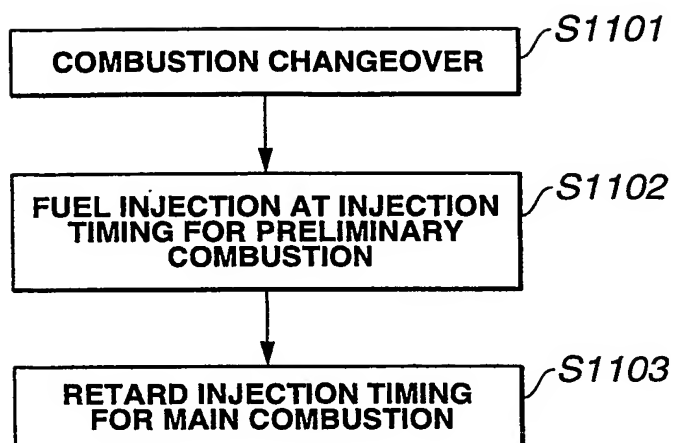 S1101
COMBUSTION CHANGEOVER
S1102
FUEL INJECTION AT INJECTION
TIMING FOR PRELIMINARY
COMBUSTION
S1103
RETARD INJECTION TIMING
FOR MAIN COMBUSTION